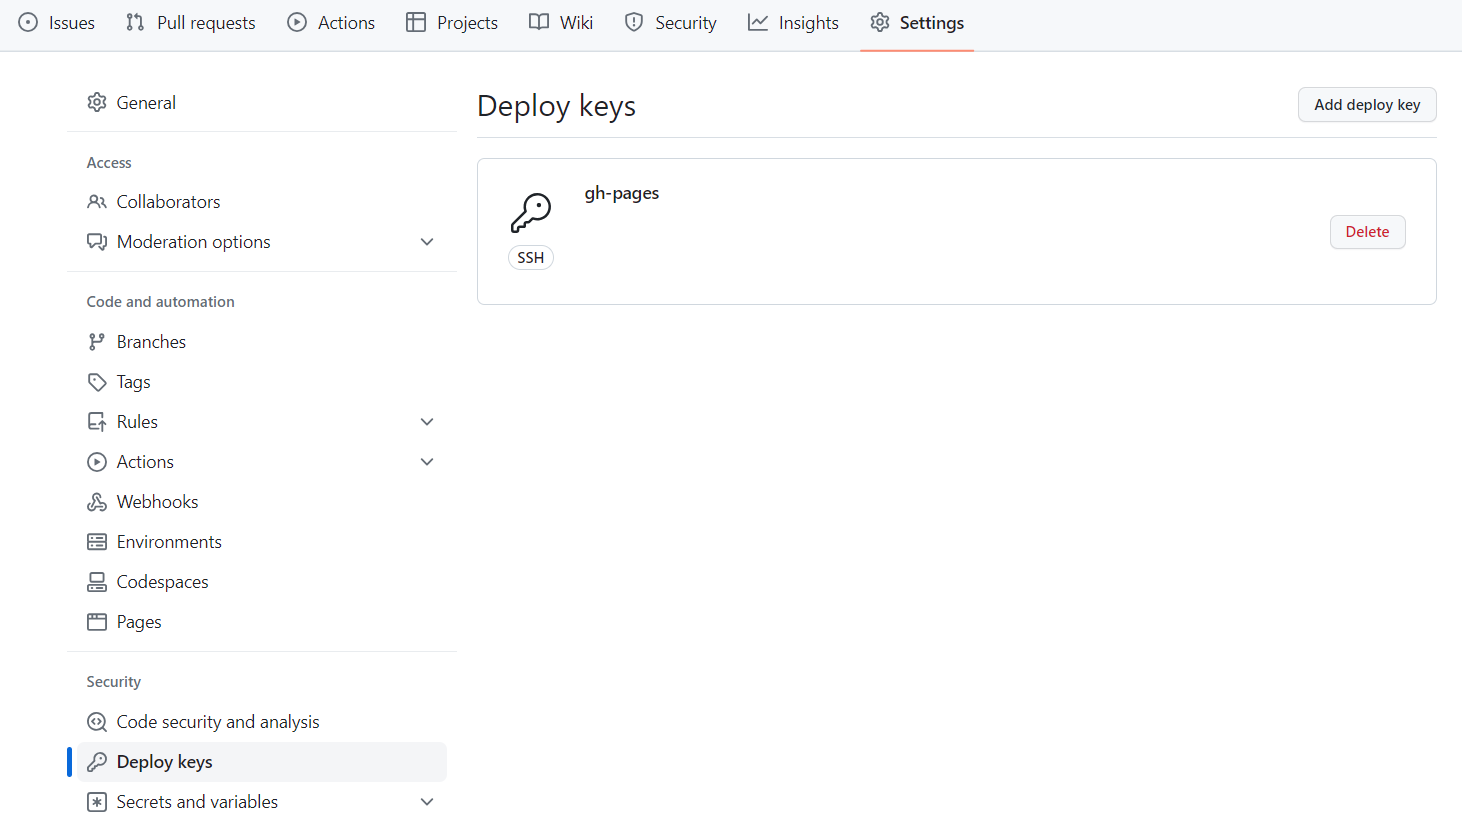 Issues Pull requests Actions Projects Wiki Security Insights Settings
General
Access
Collaborators
Moderation options
Code and automation
Branches
Tags
Rules
Actions
Webhooks
Environments
Codespaces
Pages
Security
Code security and analysis
Deploy keys
Secrets and variables
Deploy keys
Add deploy key
gh-pages
SSH
Delete